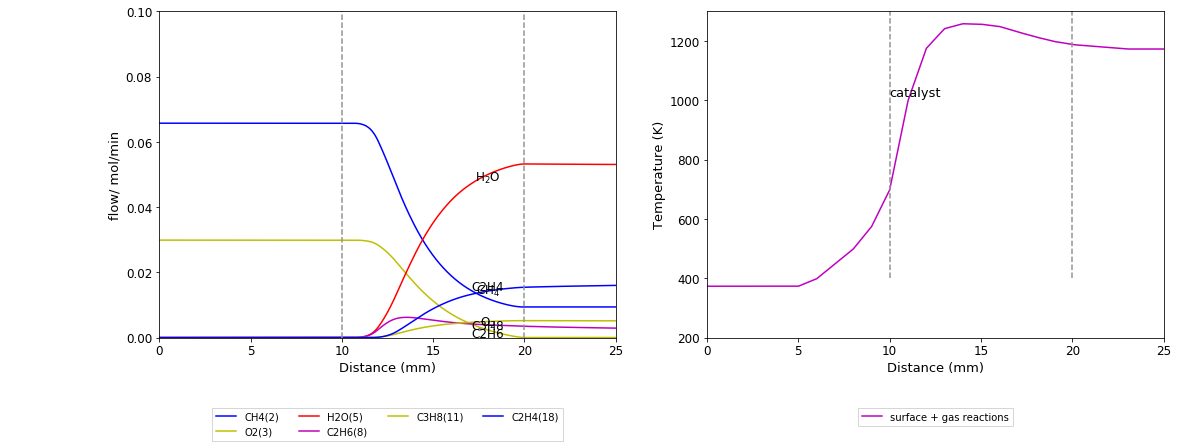 0.10
0.08
0.06
0.04
0.02
0.00
flow/ mol/min
H₂O
C2H4
CH₄
C2H6
0 5 10 15 20 25
Distance (mm)
CH4(2) H2O(5) C3H8(11) C2H4(18)
O2(3) C2H6(8)
1200
1000
800
600
400
200
Temperature (K)
catalyst
0 5 10 15 20 25
Distance (mm)
surface + gas reactions